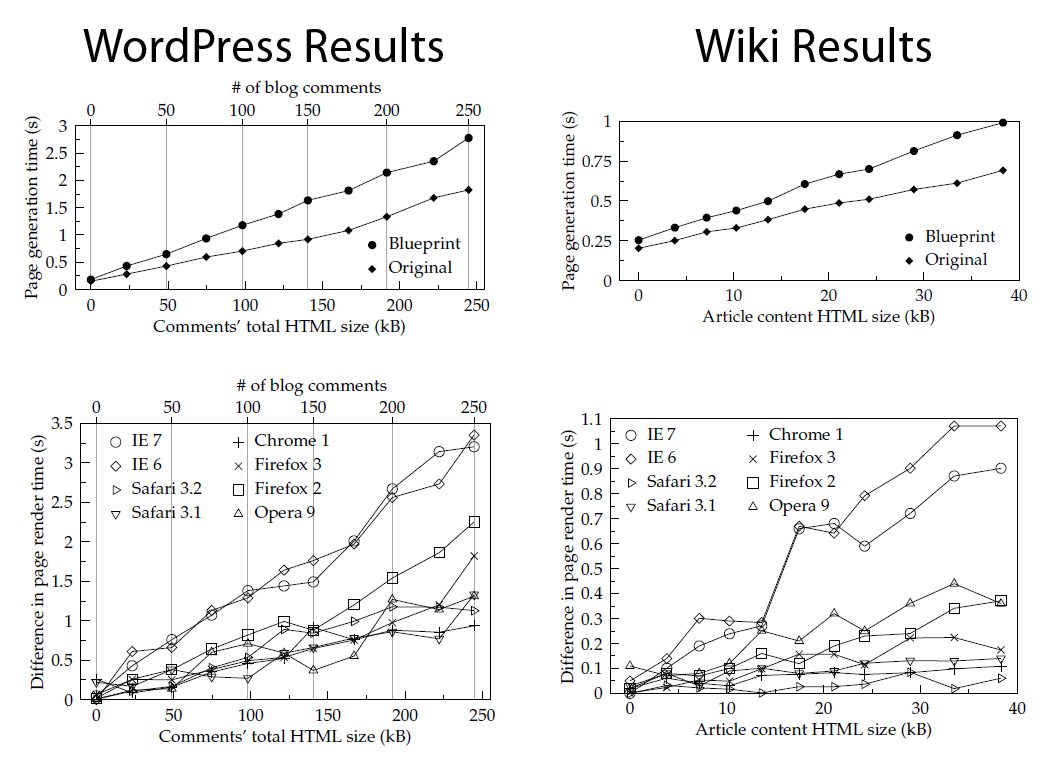 WordPress Results
Wiki Results
# of blog comments
0 50 100 150 200 250
Page generation time (s)
3
2.5
2
1.5
1
0.5
0
Blueprint
Original
0 50 100 150 200 250
Comments' total HTML size (kB)
Page generation time (s)
1
0.75
0.5
0.25
0
Blueprint
Original
0 10 20 30 40
Article content HTML size (kB)
# of blog comments
0 50 100 150 200 250
Difference in page render time (s)
3.5
3
2.5
2
1.5
1
0.5
0
IE 7 Chrome 1
IE 6 Firefox 3
Safari 3.2 Firefox 2
Safari 3.1 Opera 9
0 50 100 150 200 250
Comments' total HTML size (kB)
Difference in page render time (s)
1.1
1
0.9
0.8
0.7
0.6
0.5
0.4
0.3
0.2
0.1
0
IE 7 Chrome 1
IE 6 Firefox 3
Safari 3.2 Firefox 2
Safari 3.1 Opera 9
0 10 20 30 40
Article content HTML size (kB)